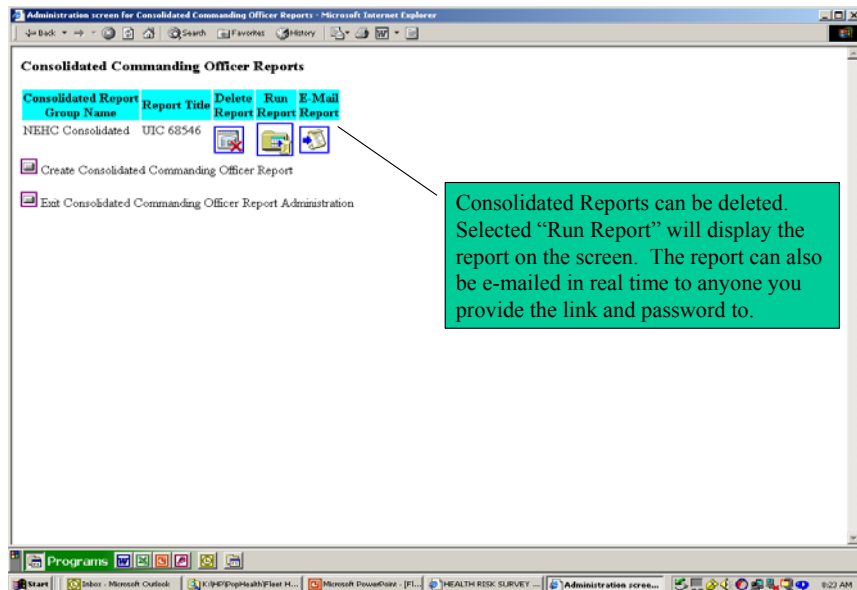 Administration screen for Consolidated Commanding Officer Reports - Microsoft Internet Explorer
Back Search Favorites History
Consolidated Commanding Officer Reports
Consolidated Report Group Name Report Title Delete Report Run Report E-Mail Report
NEHC Consolidated UIC 68546
Create Consolidated Commanding Officer Report
Exit Consolidated Commanding Officer Report Administration
Consolidated Reports can be deleted.
Selected “Run Report” will display the
report on the screen. The report can also
be e-mailed in real time to anyone you
provide the link and password to.
Programs
Start Inbox - Microsoft Outlook K:\HP\PopHealth\Fleet H... Microsoft PowerPoint - [Fl... HEALTH RISK SURVEY ... Administration scree... 9:23 AM